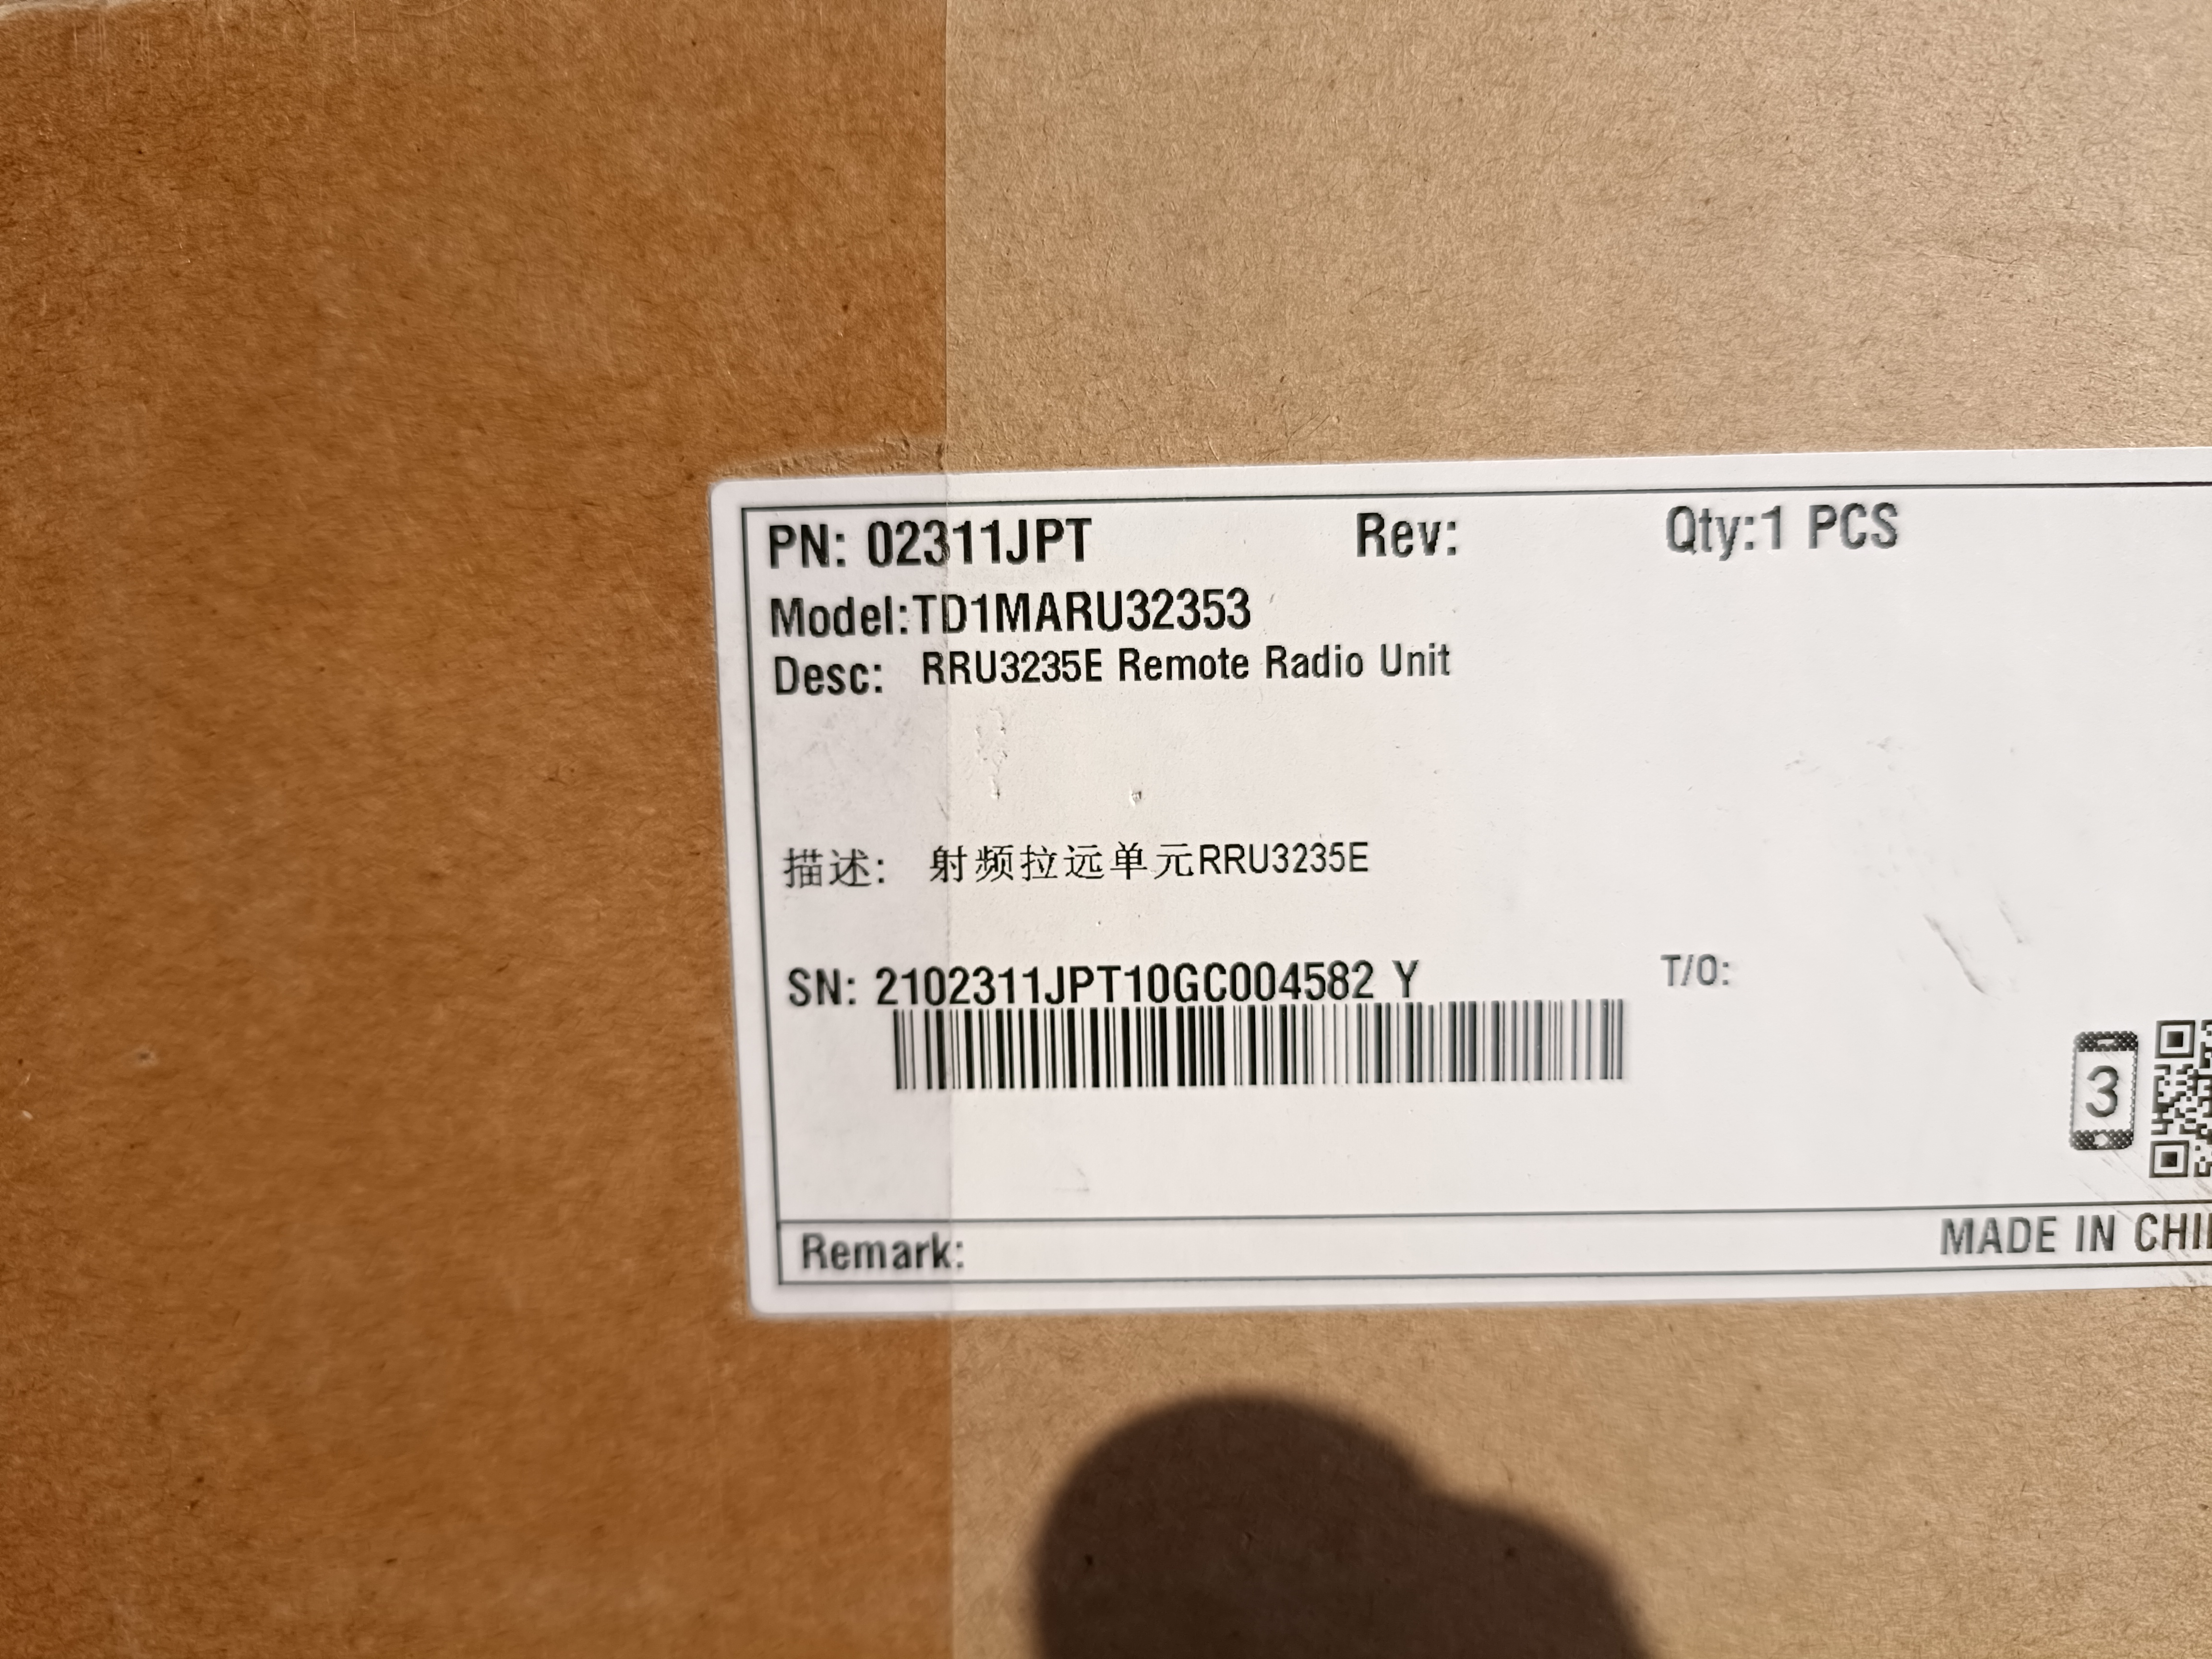 PN: 02311JPT Rev: Qty:1 PCS
Model:TD1MARU32353
Desc: RRU3235E Remote Radio Unit
描述: 射频拉远单元RRU3235E
SN: 2102311JPT10GC004582 Y T/O:
3
Remark: MADE IN